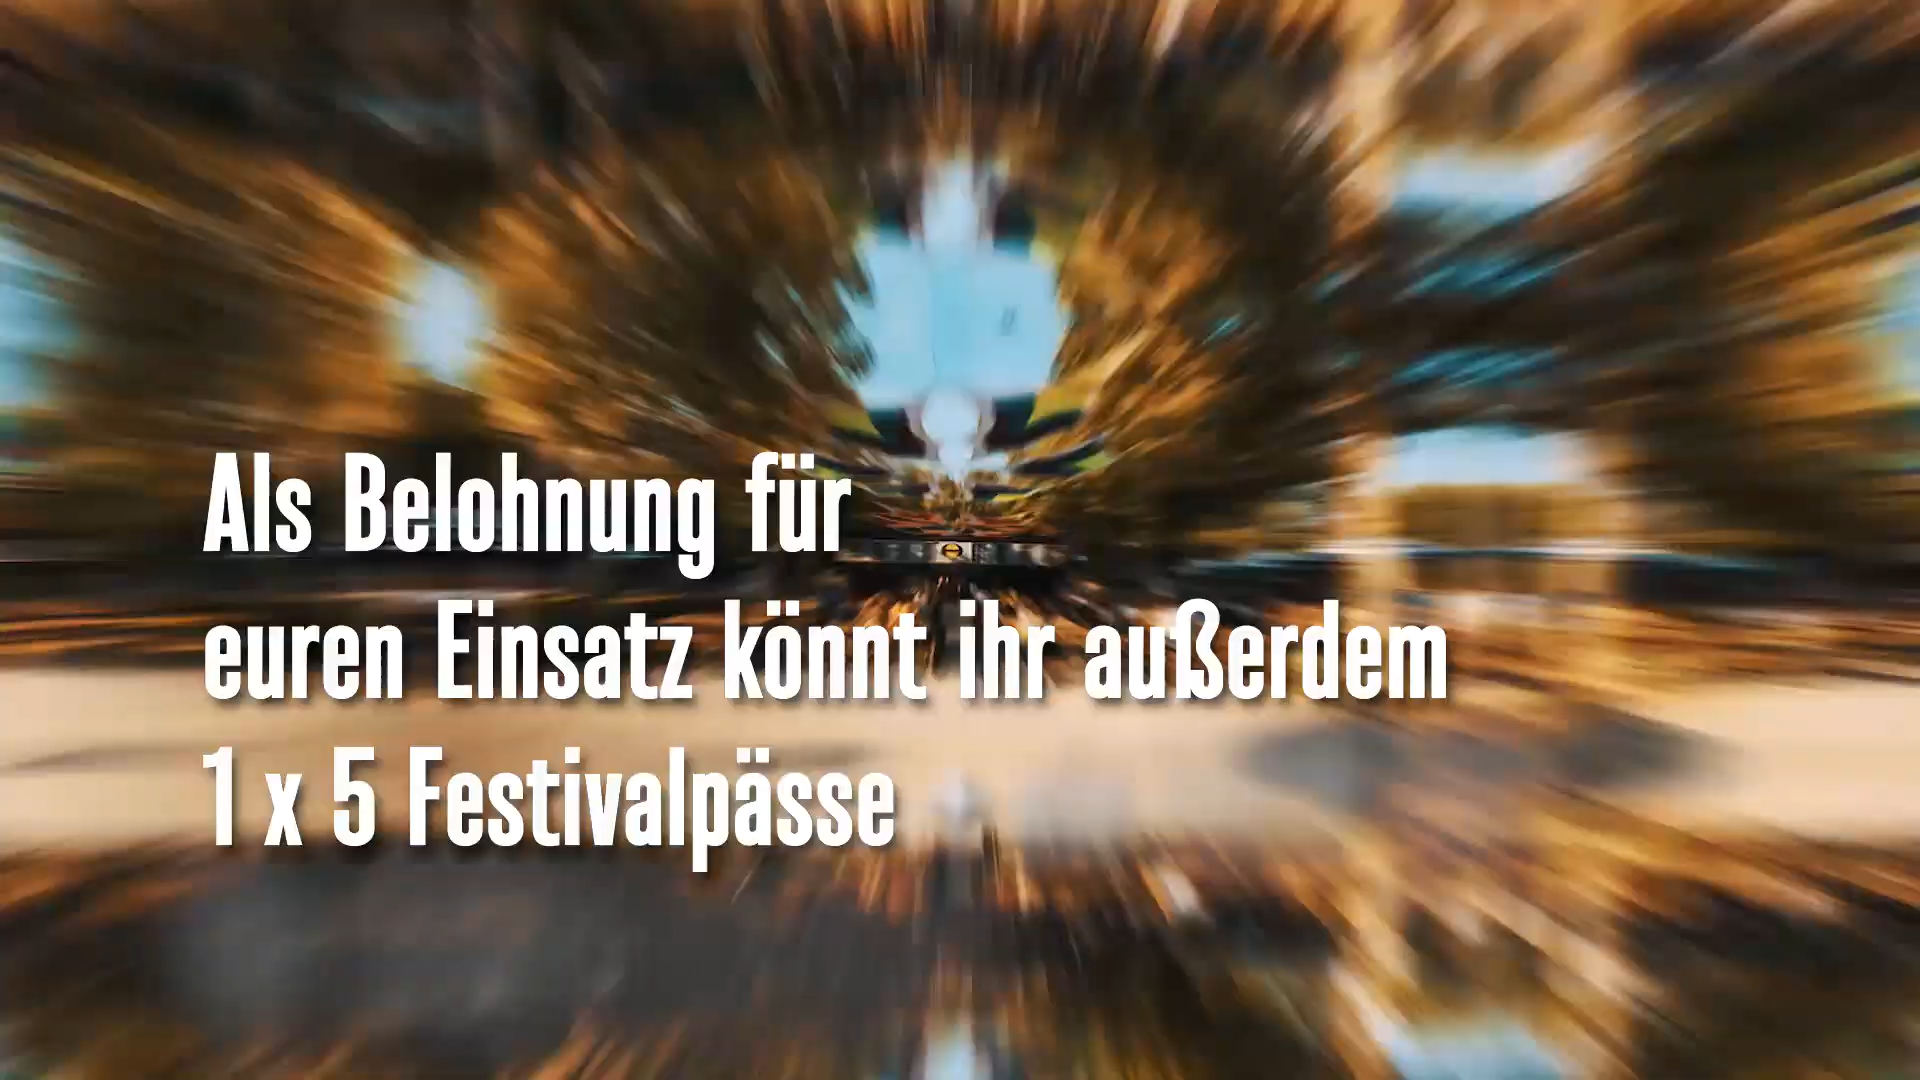 Als Belohnung für
euren Einsatz könnt ihr außerdem
1 x 5 Festivalpässe